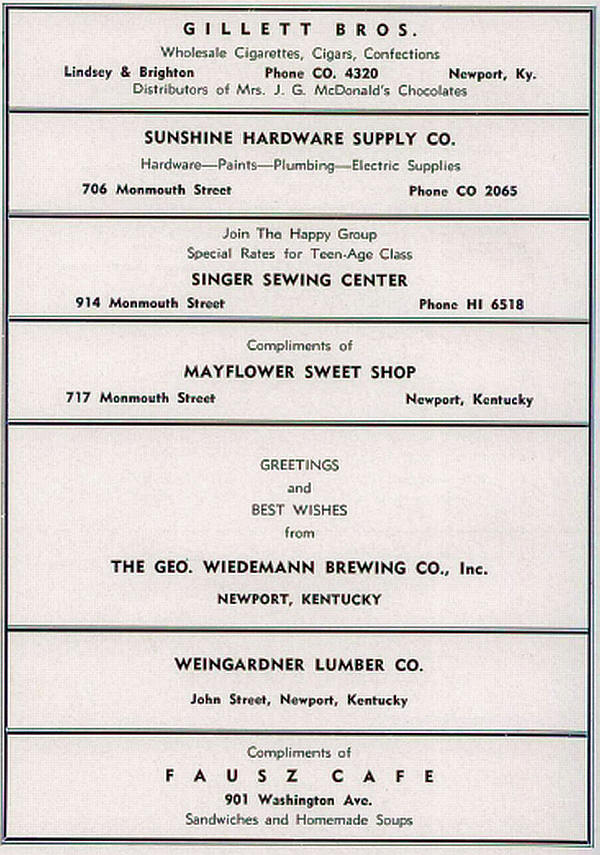 GILLETT BROS.
Wholesale Cigarettes, Cigars, Confections
Lindsey & Brighton Phone CO. 4320 Newport, Ky.
Distributors of Mrs. J. G. McDonald's Chocolates
SUNSHINE HARDWARE SUPPLY CO.
Hardware—Paints—Plumbing—Electric Supplies
706 Monmouth Street Phone CO 2065
Join The Happy Group
Special Rates for Teen-Age Class
SINGER SEWING CENTER
914 Monmouth Street Phone HI 6518
Compliments of
MAYFLOWER SWEET SHOP
717 Monmouth Street Newport, Kentucky
GREETINGS
and
BEST WISHES
from
THE GEO. WIEDEMANN BREWING CO., Inc.
NEWPORT, KENTUCKY
WEINGARDNER LUMBER CO.
John Street, Newport, Kentucky
Compliments of
FAUSZ CAFE
901 Washington Ave.
Sandwiches and Homemade Soups